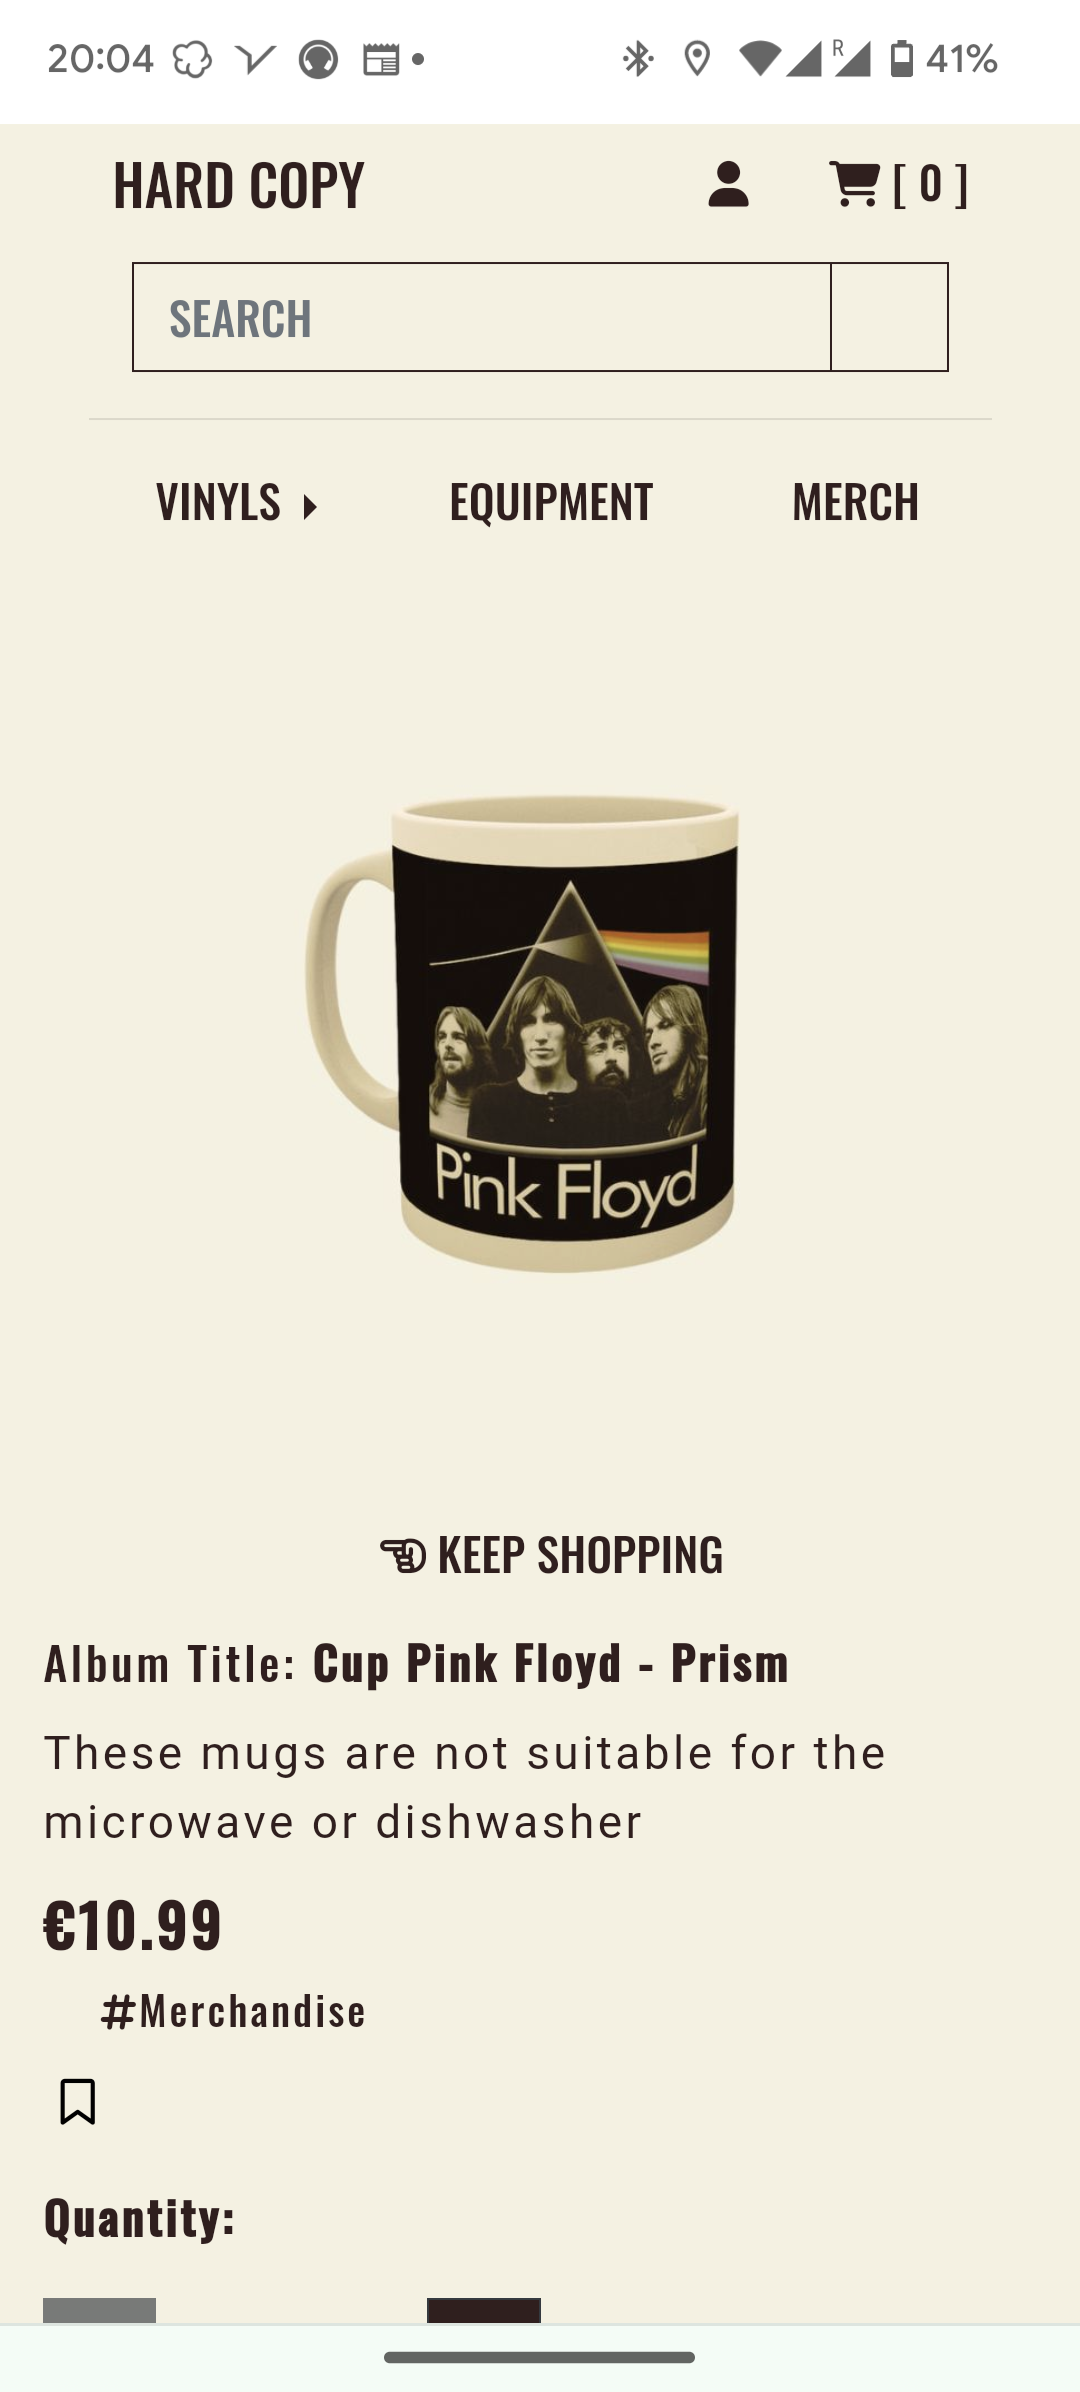 20:04
R
41%
HARD COPY
[ 0 ]
SEARCH
VINYLS
EQUIPMENT
MERCH
Pink Floyd
KEEP SHOPPING
Album Title: Cup Pink Floyd - Prism
These mugs are not suitable for the
microwave or dishwasher
€10.99
#Merchandise
Quantity: